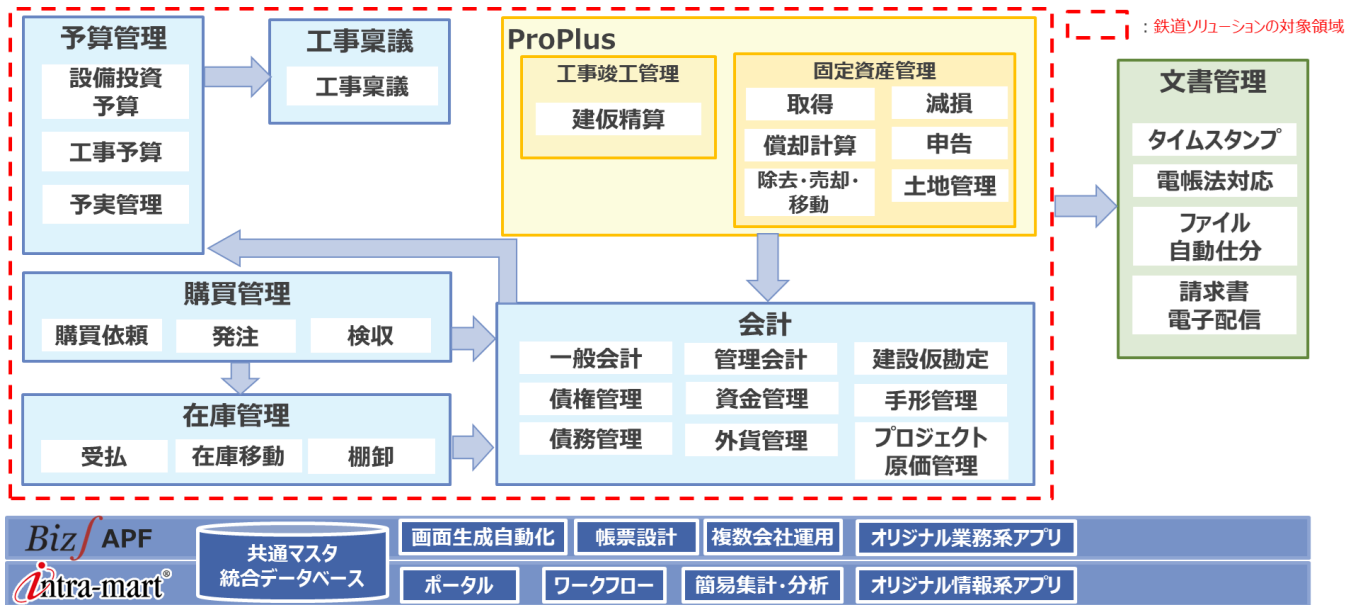 ：鉄道ソリューションの対象領域
予算管理
設備投資
予算
工事予算
予実管理
工事稟議
工事稟議
ProPlus
工事竣工管理
建仮精算
固定資産管理
取得
減損
償却計算
申告
除去・売却・
移動
土地管理
文書管理
タイムスタンプ
電帳法対応
ファイル
自動仕分
請求書
電子配信
購買管理
購買依頼
発注
検収
在庫管理
受払
在庫移動
棚卸
会計
一般会計
管理会計
建設仮勘定
債権管理
資金管理
手形管理
債務管理
外貨管理
プロジェクト
原価管理
Biz∫ APF
共通マスタ
統合データベース
画面生成自動化
帳票設計
複数会社運用
オリジナル業務系アプリ
intra-mart®
ポータル
ワークフロー
簡易集計・分析
オリジナル情報系アプリ